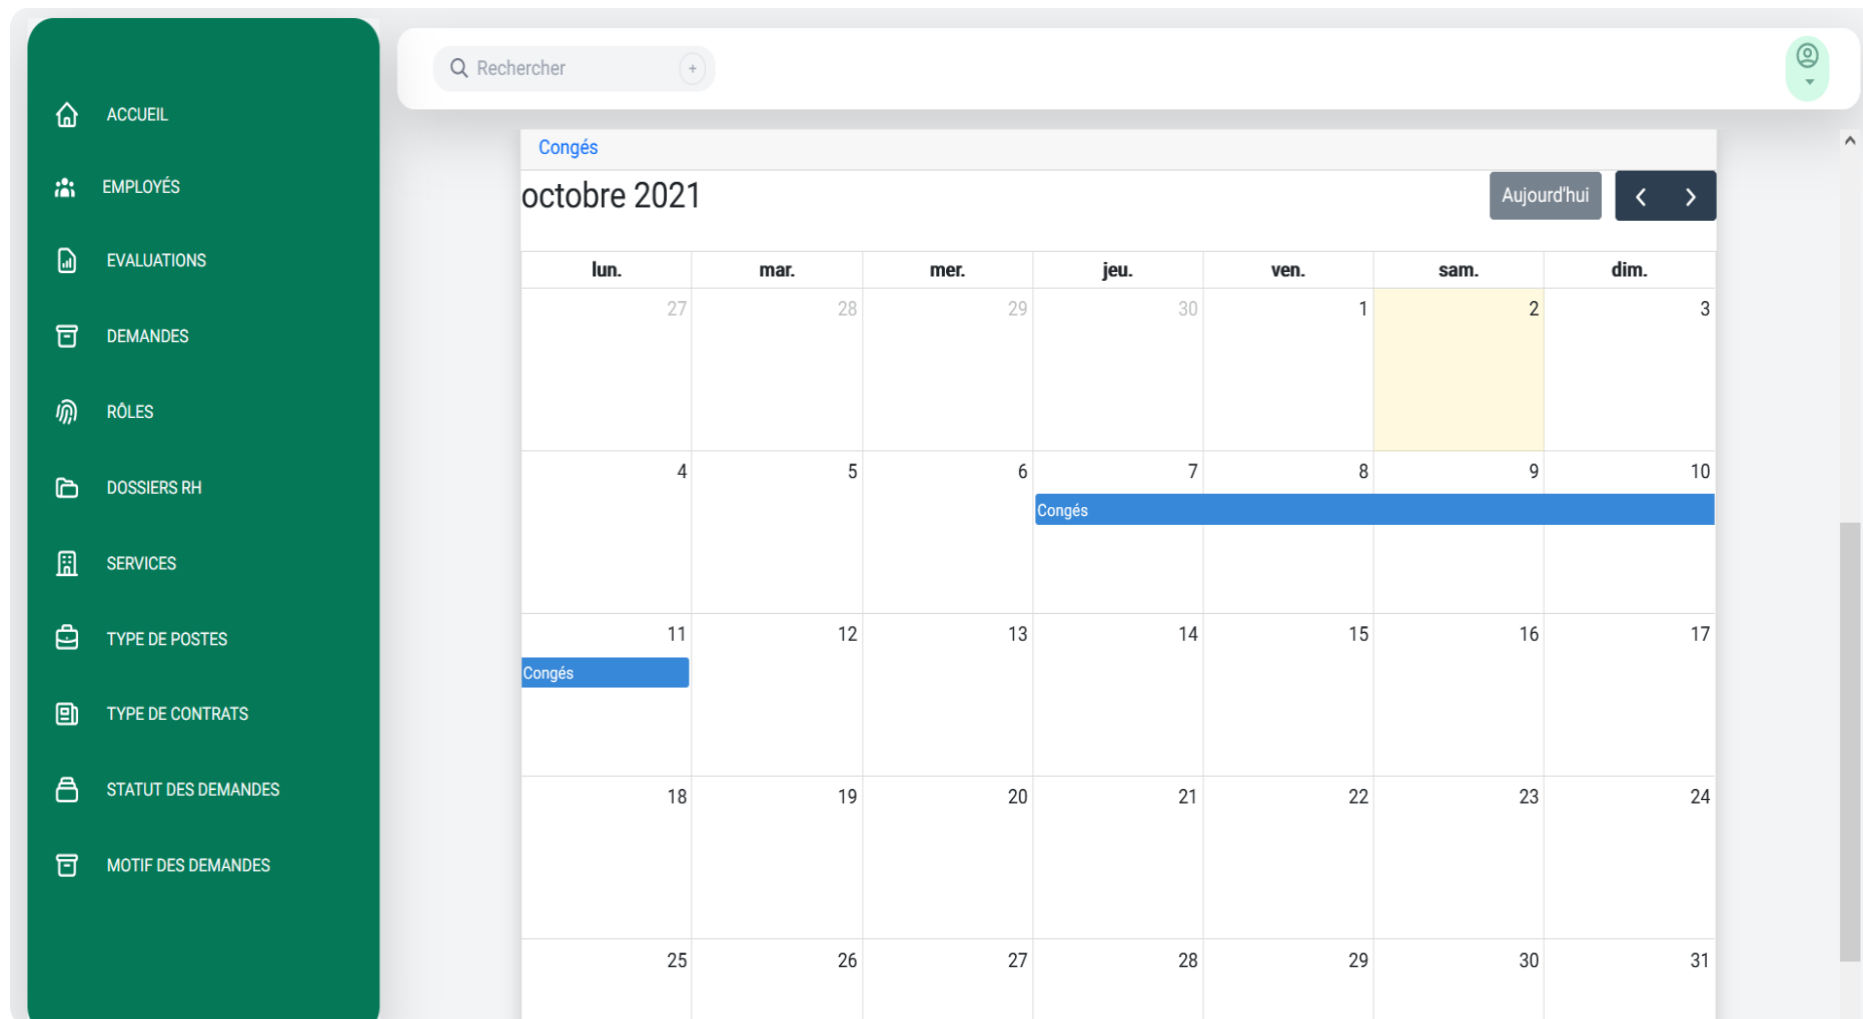 ACCUEIL
EMPLOYÉS
EVALUATIONS
DEMANDES
RÔLES
DOSSIERS RH
SERVICES
TYPE DE POSTES
TYPE DE CONTRATS
STATUT DES DEMANDES
MOTIF DES DEMANDES
Rechercher +
Congés
octobre 2021 Aujourd'hui < >
lun. mar. mer. jeu. ven. sam. dim.
27 28 29 30 1 2 3
4 5 6 7 8 9 10
Congés
11 12 13 14 15 16 17
Congés
18 19 20 21 22 23 24
25 26 27 28 29 30 31